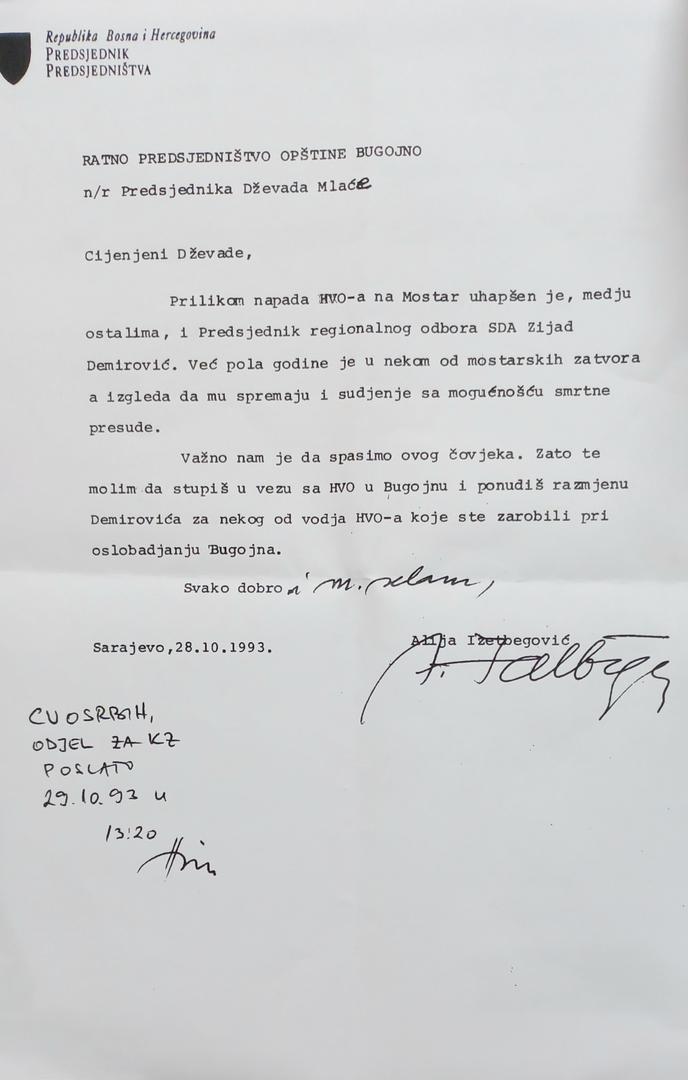 Republika Bosna i Hercegovina
PREDSJEDNIK
PREDSJEDNIŠTVA
RATNO PREDSJEDNIŠTVO OPŠTINE BUGOJNO
n/r Predsjednika Dževada Mlaće
Cijenjeni Dževade,
Prilikom napada HVO-a na Mostar uhapšen je, medju
ostalima, i Predsjednik regionalnog odbora SDA Zijad
Demirović. Već pola godine je u nekom od mostarskih zatvora
a izgleda da mu spremaju i sudjenje sa mogućnošću smrtne
presude.
Važno nam je da spasimo ovog čovjeka. Zato te
molim da stupiš u vezu sa HVO u Bugojnu i ponudiš razmjenu
Demirovića za nekog od vodja HVO-a koje ste zarobili pri
oslobadjanju Bugojna.
Svako dobro i m. selam,
Alija Izetbegović
Sarajevo,28.10.1993.
CV OSRBIH,
ODJEL ZA KZ
POSLATO
29.10.93 u
13:20